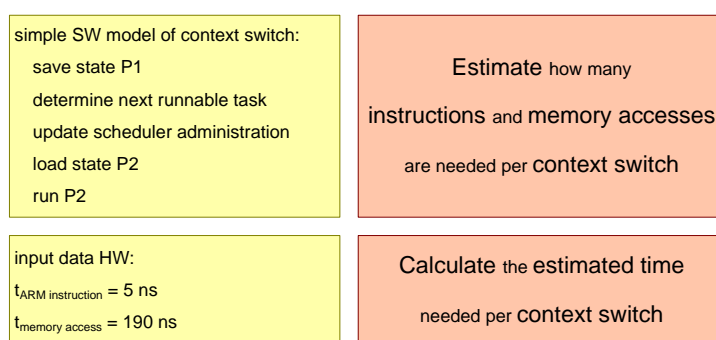 simple SW model of context switch:
save state P1
determine next runnable task
update scheduler administration
load state P2
run P2
Estimate how many
instructions and memory accesses
are needed per context switch
input data HW:
tARM instruction = 5 ns
tmemory access = 190 ns
Calculate the estimated time
needed per context switch